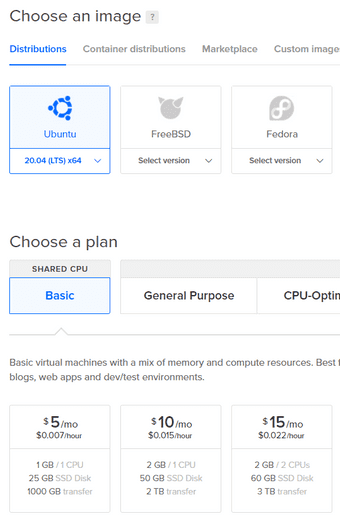 Choose an image ?
Distributions Container distributions Marketplace Custom image
Ubuntu FreeBSD Fedora
20.04 (LTS) x64 Select version Select version
Choose a plan
SHARED CPU
Basic General Purpose CPU-Optim
Basic virtual machines with a mix of memory and compute resources. Best f
blogs, web apps and dev/test environments.
$5/mo $10/mo $15/mo
$0.007/hour $0.015/hour $0.022/hour
1 GB / 1 CPU 2 GB / 1 CPU 2 GB / 2 CPUs
25 GB SSD Disk 50 GB SSD Disk 60 GB SSD Disk
1000 GB transfer 2 TB transfer 3 TB transfer